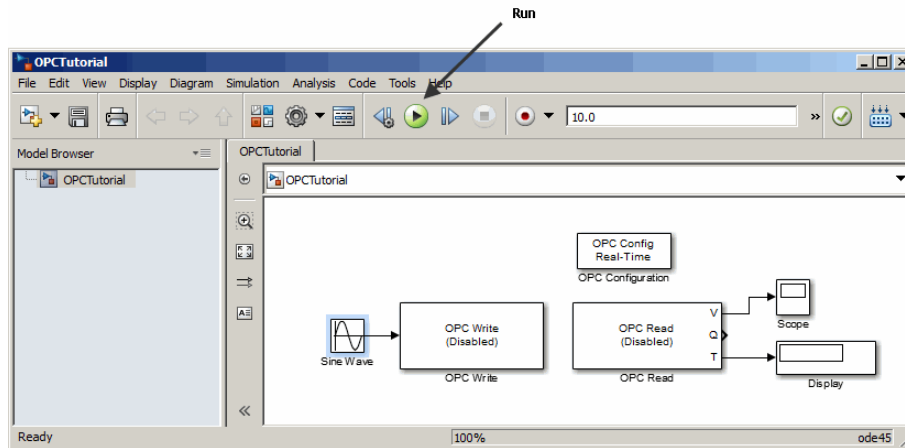 Run
OPCTutorial
File Edit View Display Diagram Simulation Analysis Code Tools Help
10.0
»
Model Browser
OPCTutorial
OPCTutorial
OPCTutorial
OPC Config
Real-Time
OPC Configuration
OPC Write
(Disabled)
OPC Read
(Disabled)
V
Q
T
Sine Wave
OPC Write
OPC Read
Scope
Display
Ready
100%
ode45